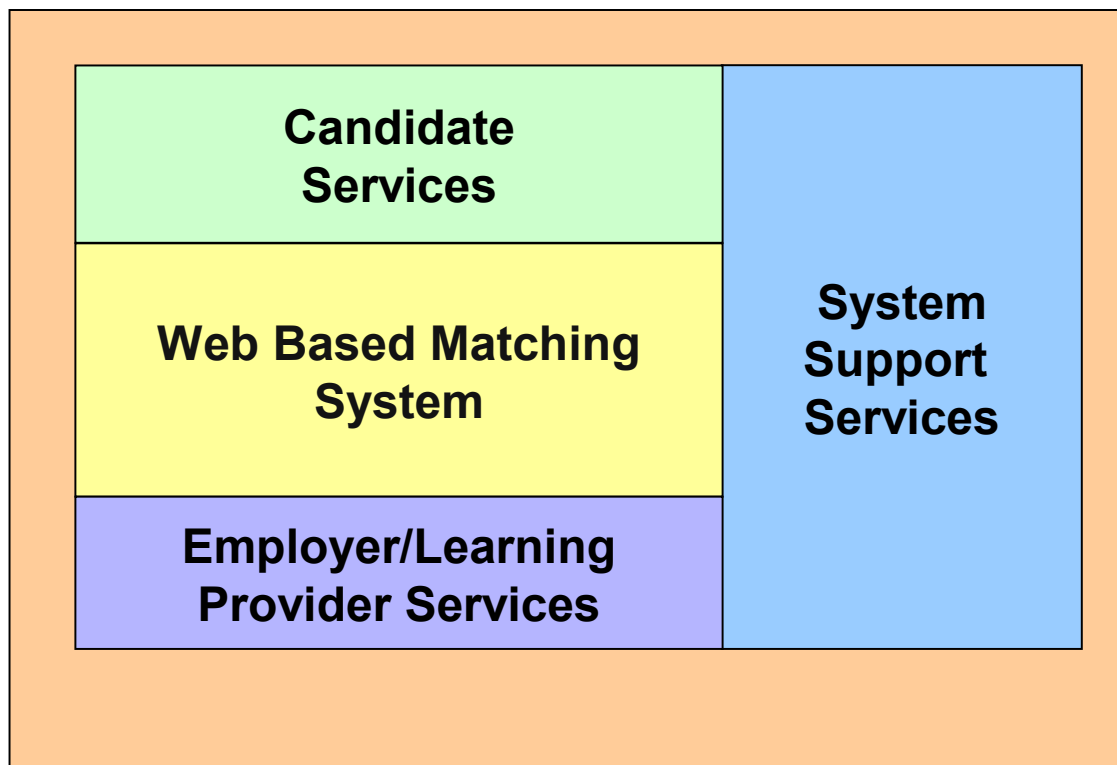 Candidate
Services
Web Based Matching
System
Employer/Learning
Provider Services
System
Support
Services